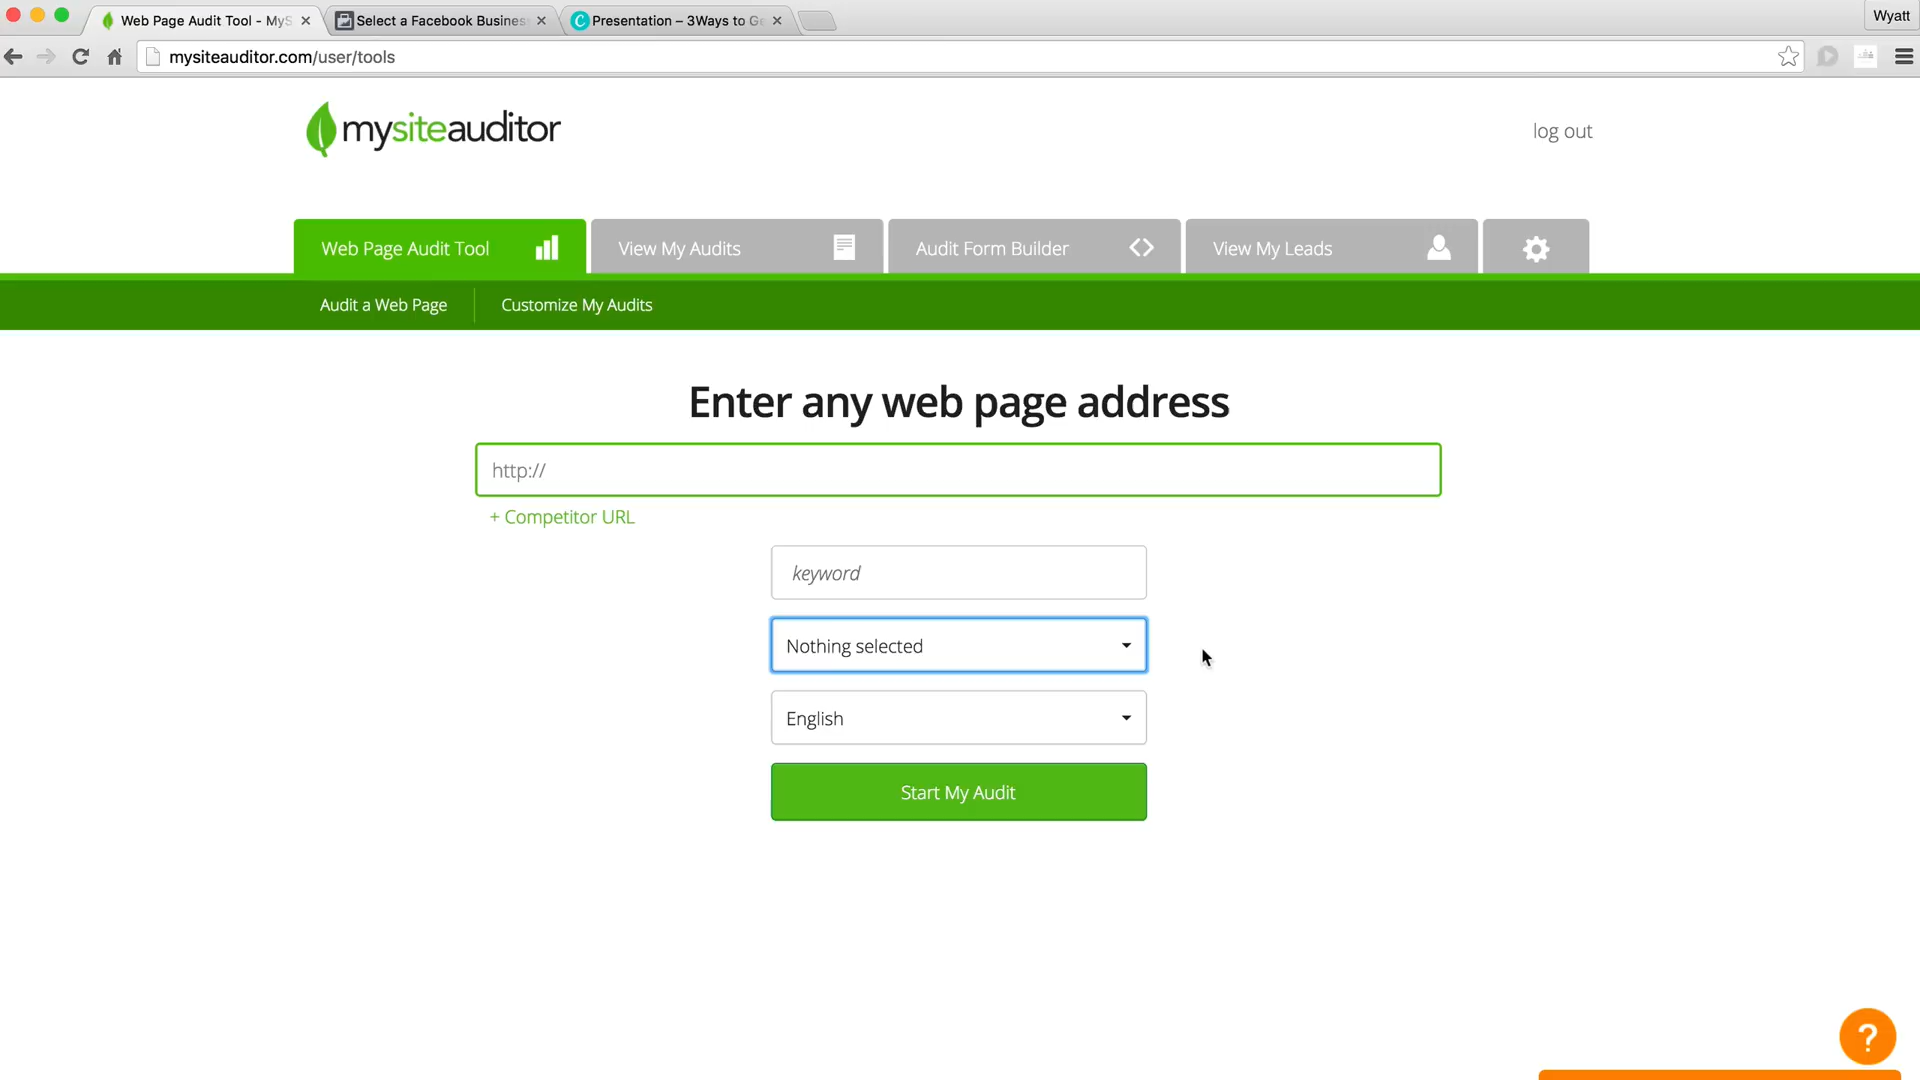 Web Page Audit Tool - MyS
Select a Facebook Business
Presentation – 3Ways to Ge
Wyatt
mysiteauditor.com/user/tools
mysiteauditor
log out
Web Page Audit Tool
View My Audits
Audit Form Builder
View My Leads
Audit a Web Page
Customize My Audits
Enter any web page address
http://
+ Competitor URL
keyword
Nothing selected
English
Start My Audit
?